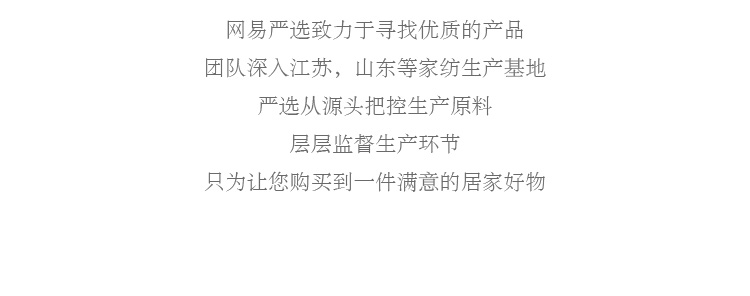 网易严选致力于寻找优质的产品
团队深入江苏，山东等家纺生产基地
严选从源头把控生产原料
层层监督生产环节
只为让您购买到一件满意的居家好物